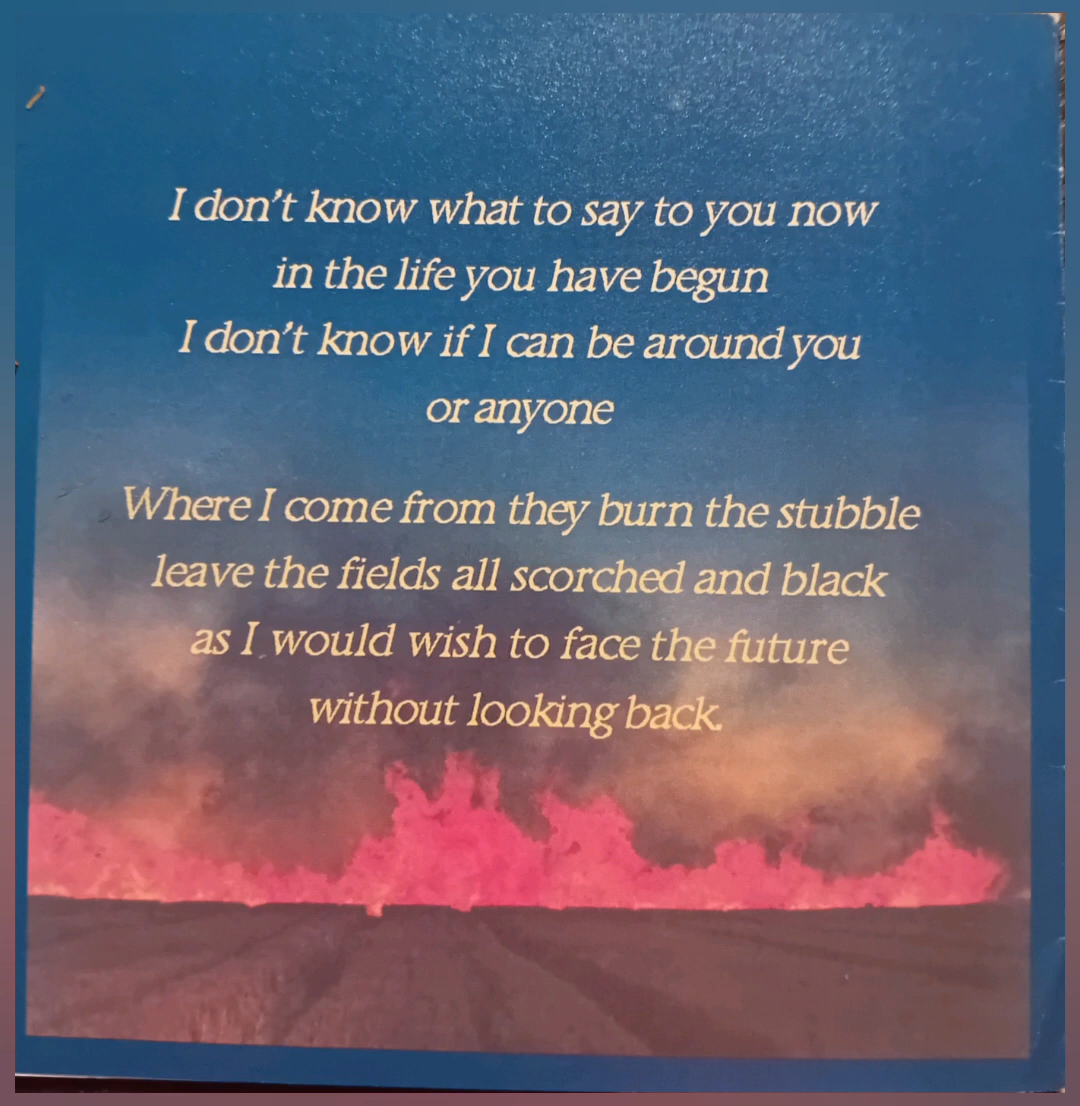 I don't know what to say to you now
in the life you have begun
I don't know if I can be around you
or anyone
Where I come from they burn the stubble
leave the fields all scorched and black
as I would wish to face the future
without looking back.